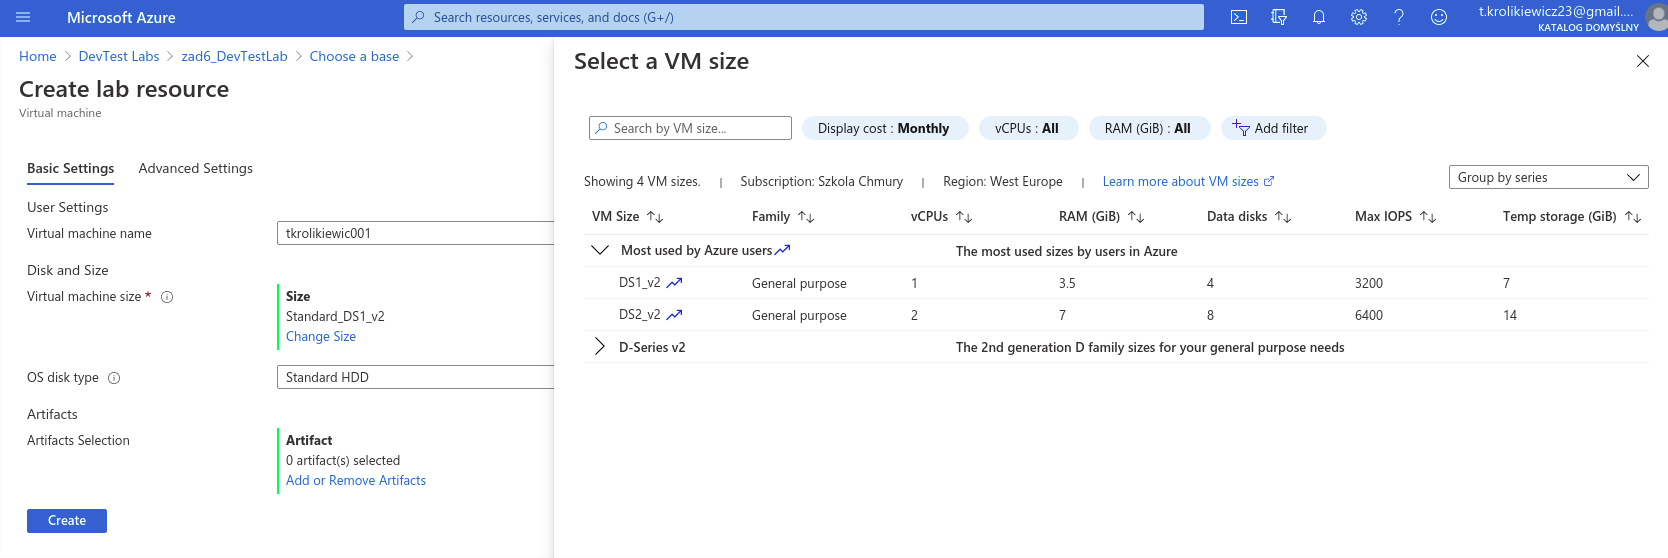 Microsoft Azure
Search resources, services, and docs (G+/)
t.krolikiewicz23@gmail....
KATALOG DOMYŚLNY
Home > DevTest Labs > zad6_DevTestLab > Choose a base >
Create lab resource
Virtual machine
Basic Settings Advanced Settings
User Settings
Virtual machine name tkrolikiewic001
Disk and Size
Virtual machine size * Size
Standard_DS1_v2
Change Size
OS disk type Standard HDD
Artifacts
Artifacts Selection Artifact
0 artifact(s) selected
Add or Remove Artifacts
Create
Select a VM size
Search by VM size... Display cost : Monthly vCPUs : All RAM (GiB) : All Add filter
Showing 4 VM sizes. | Subscription: Szkola Chmury | Region: West Europe | Learn more about VM sizes Group by series
VM Size Family vCPUs RAM (GiB) Data disks Max IOPS Temp storage (GiB)
Most used by Azure users The most used sizes by users in Azure
DS1_v2 General purpose 1 3.5 4 3200 7
DS2_v2 General purpose 2 7 8 6400 14
D-Series v2 The 2nd generation D family sizes for your general purpose needs